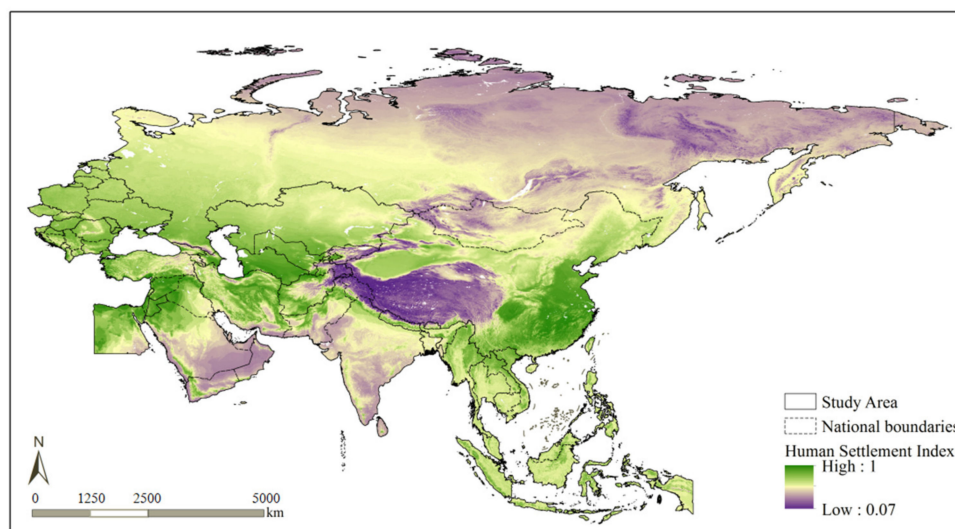 Study Area
National boundaries
Human Settlement Index
High : 1
Low : 0.07
N
0 1250 2500 5000
km